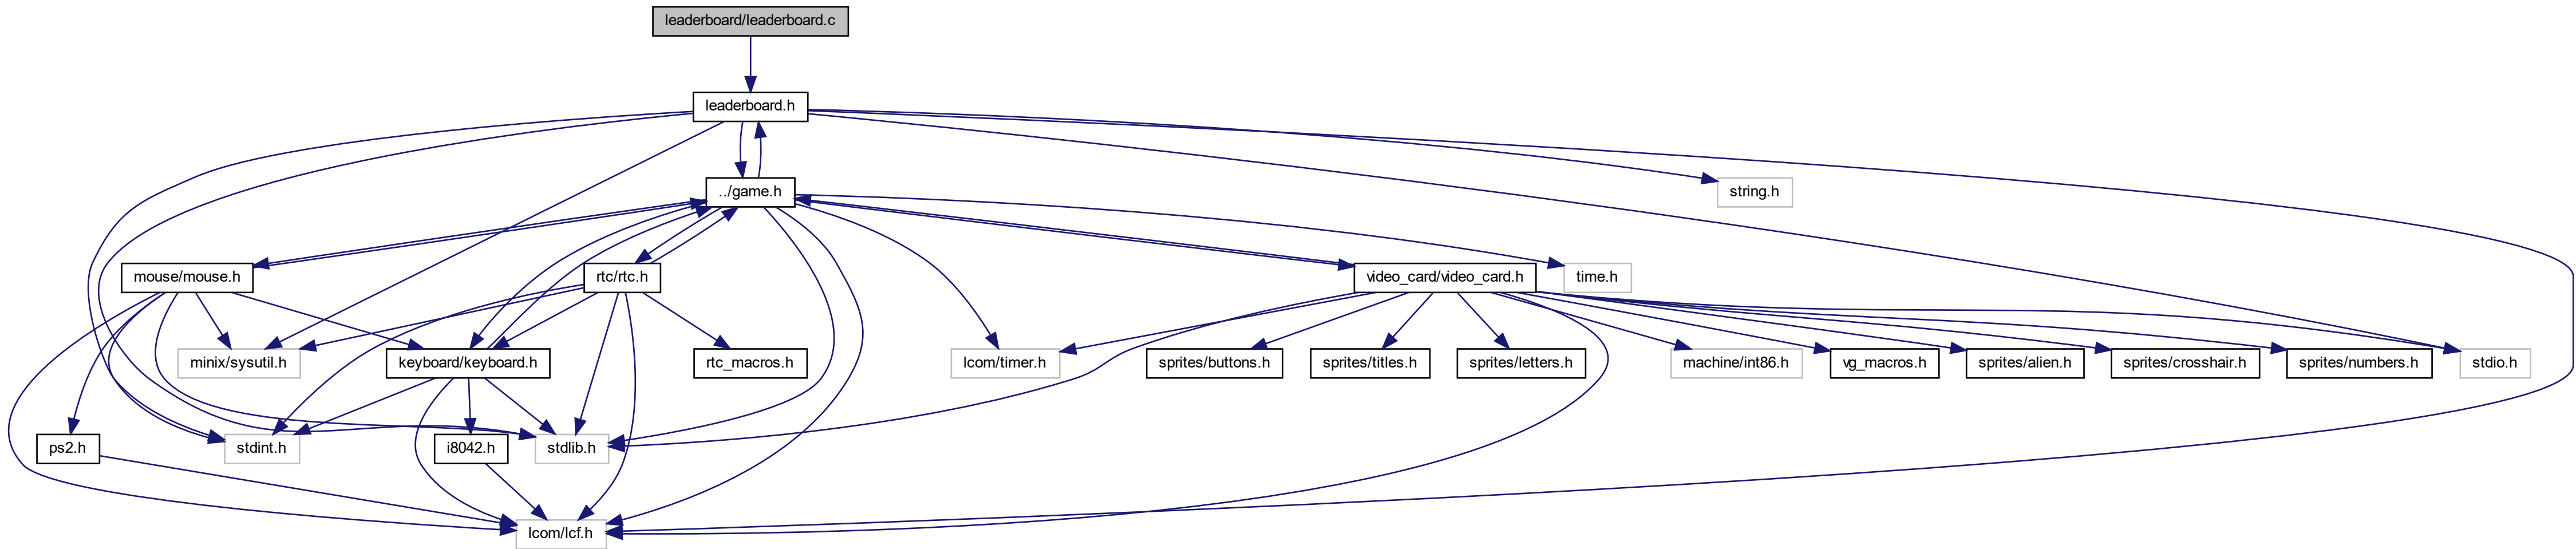 leaderboard/leaderboard.c
leaderboard.h
../game.h
string.h
mouse/mouse.h
rtc/rtc.h
video_card/video_card.h
time.h
minix/sysutil.h
keyboard/keyboard.h
rtc_macros.h
lcom/timer.h
sprites/buttons.h
sprites/titles.h
sprites/letters.h
machine/int86.h
vg_macros.h
sprites/alien.h
sprites/crosshair.h
sprites/numbers.h
stdio.h
ps2.h
stdint.h
i8042.h
stdlib.h
lcom/lcf.h